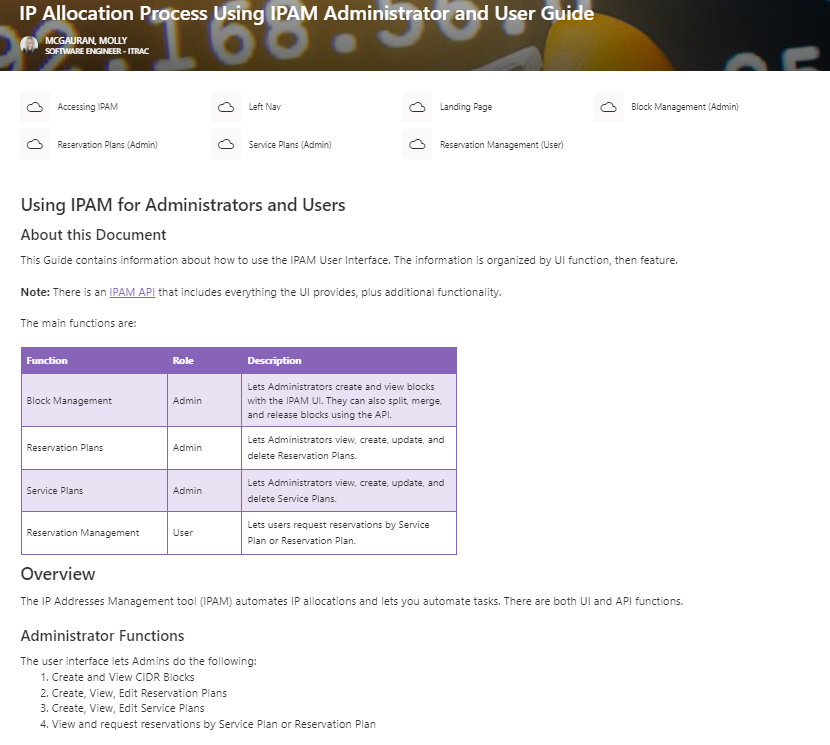 IP Allocation Process Using IPAM Administrator and User Guide
MCGAURAN, MOLLY
SOFTWARE ENGINEER - ITRAC
Accessing IPAM
Left Nav
Landing Page
Block Management (Admin)
Reservation Plans (Admin)
Service Plans (Admin)
Reservation Management (User)
Using IPAM for Administrators and Users
About this Document
This Guide contains information about how to use the IPAM User Interface. The information is organized by UI function, then feature.
Note: There is an IPAM API that includes everything the UI provides, plus additional functionality.
The main functions are:
Function Role Description
Block Management Admin Lets Administrators create and view blocks
with the IPAM UI. They can also split, merge,
and release blocks using the API.
Reservation Plans Admin Lets Administrators view, create, update, and
delete Reservation Plans.
Service Plans Admin Lets Administrators view, create, update, and
delete Service Plans.
Reservation Management User Lets users request reservations by Service
Plan or Reservation Plan.
Overview
The IP Addresses Management tool (IPAM) automates IP allocations and lets you automate tasks. There are both UI and API functions.
Administrator Functions
The user interface lets Admins do the following:
1. Create and View CIDR Blocks
2. Create, View, Edit Reservation Plans
3. Create, View, Edit Service Plans
4. View and request reservations by Service Plan or Reservation Plan